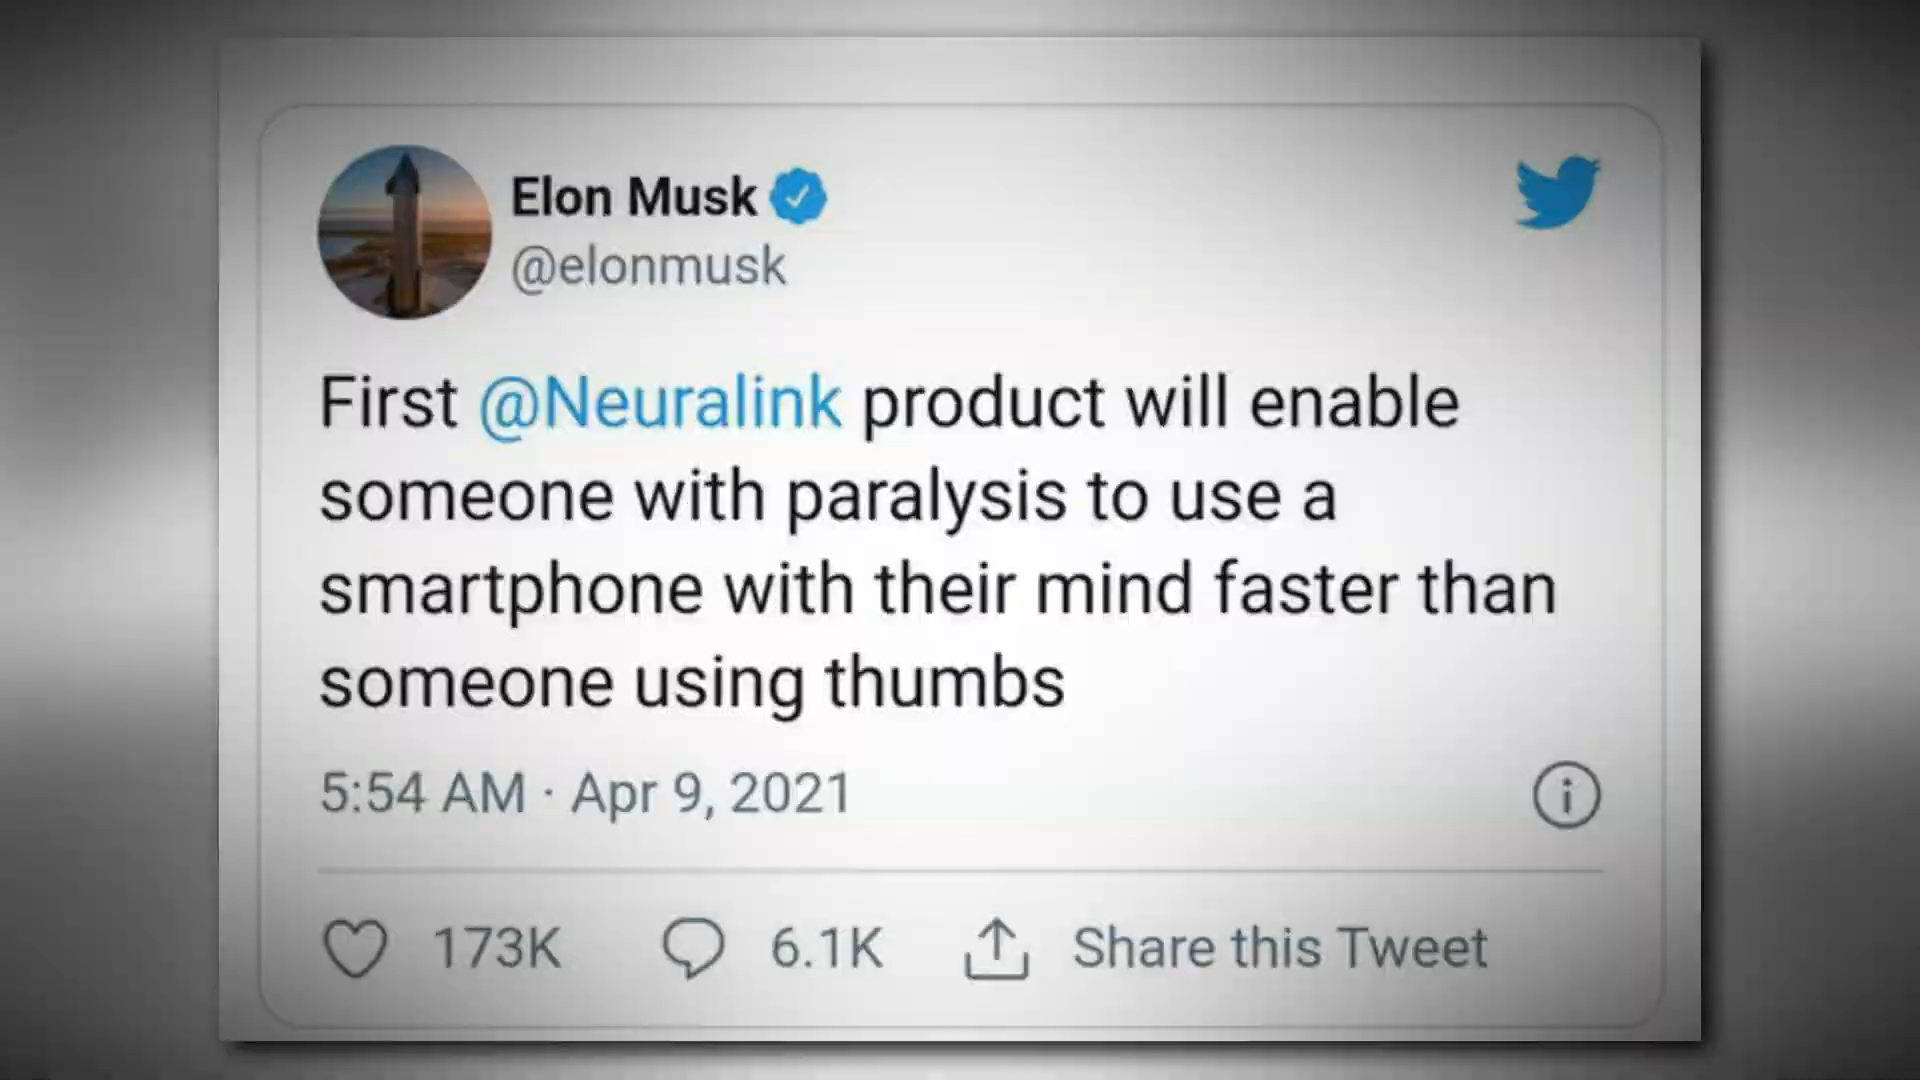 Elon Musk
@elonmusk
First @Neuralink product will enable
someone with paralysis to use a
smartphone with their mind faster than
someone using thumbs
5:54 AM · Apr 9, 2021
173K 6.1K Share this Tweet